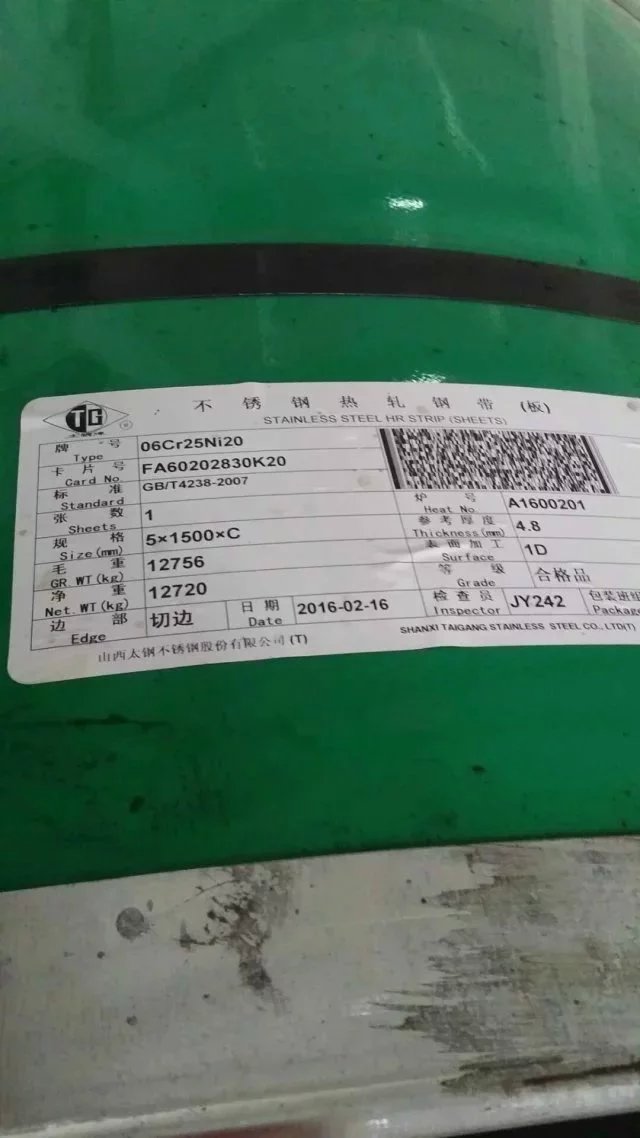 TG
太钢牌
®
不锈钢热轧钢带(板)
STAINLESS STEEL HR STRIP (SHEETS)
牌号 Type 06Cr25Ni20
卡片号 Card No. FA60202830K20
标准 Standard GB/T4238-2007
炉号 Heat No A1600201
张数 Sheets 1
参考厚度 Thickness(mm) 4.8
规格 Size(mm) 5×1500×C
表面加工 Surface 1D
毛重 GR.WT(kg) 12756
等级 Grade 合格品
净重 Net.WT(kg) 12720
检查员 Inspector JY242
包装班组 Package
边部 Edge 切边
日期 Date 2016-02-16
山西太钢不锈钢股份有限公司(T)
SHANXI TAIGANG STAINLESS STEEL CO.,LTD(T)